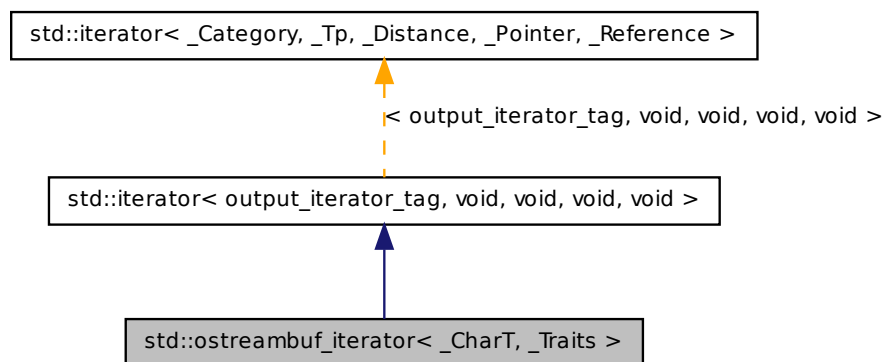 std::iterator< _Category, _Tp, _Distance, _Pointer, _Reference >
< output_iterator_tag, void, void, void, void >
std::iterator< output_iterator_tag, void, void, void, void >
std::ostreambuf_iterator< _CharT, _Traits >